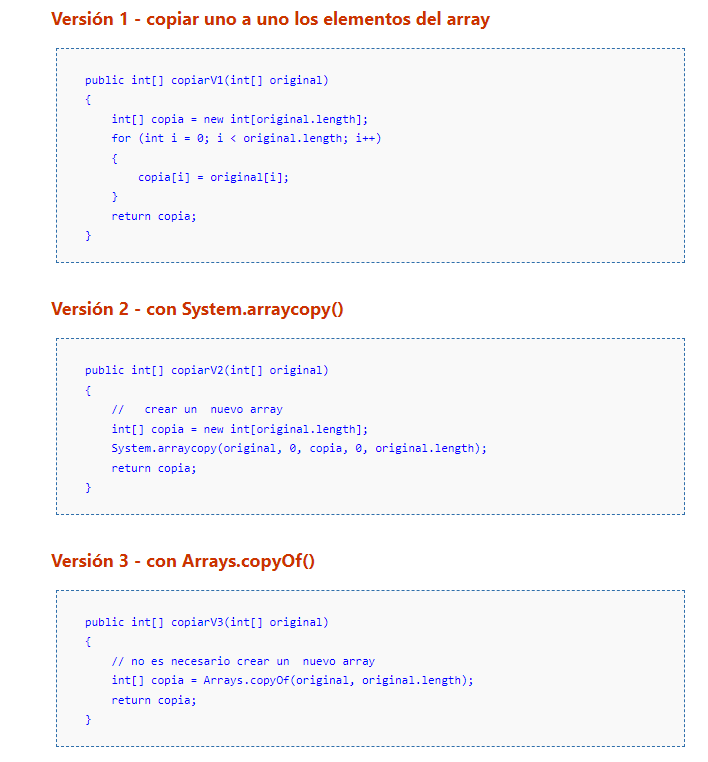 Versión 1 - copiar uno a uno los elementos del array
public int[] copiarV1(int[] original)
{
int[] copia = new int[original.length];
for (int i = 0; i < original.length; i++)
{
copia[i] = original[i];
}
return copia;
}
Versión 2 - con System.arraycopy()
public int[] copiarV2(int[] original)
{
//   crear un  nuevo array
int[] copia = new int[original.length];
System.arraycopy(original, 0, copia, 0, original.length);
return copia;
}
Versión 3 - con Arrays.copyOf()
public int[] copiarV3(int[] original)
{
// no es necesario crear un  nuevo array
int[] copia = Arrays.copyOf(original, original.length);
return copia;
}